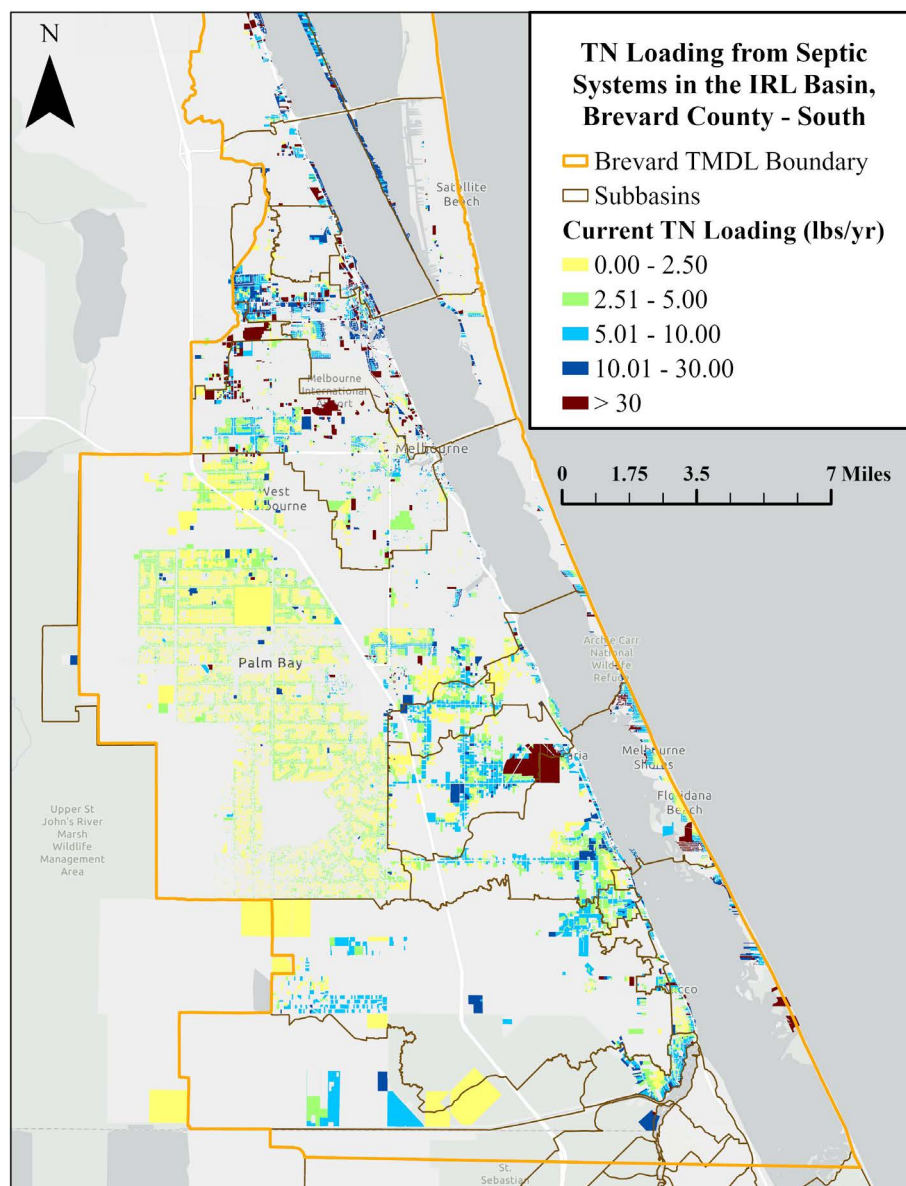 N
TN Loading from Septic
Systems in the IRL Basin,
Brevard County - South
Brevard TMDL Boundary
Subbasins
Current TN Loading (lbs/yr)
0.00 - 2.50
2.51 - 5.00
5.01 - 10.00
10.01 - 30.00
> 30
0 1.75 3.5 7 Miles
Satellite
Beach
Melbourne
International
Airport
Melbourne
West
Palm Bay
Archie Carr
National
Wildlife
Melbourne
Shores
Floridana
Beach
Upper St
John's River
Marsh
Wildlife
Management
Area
St.
Sebastian